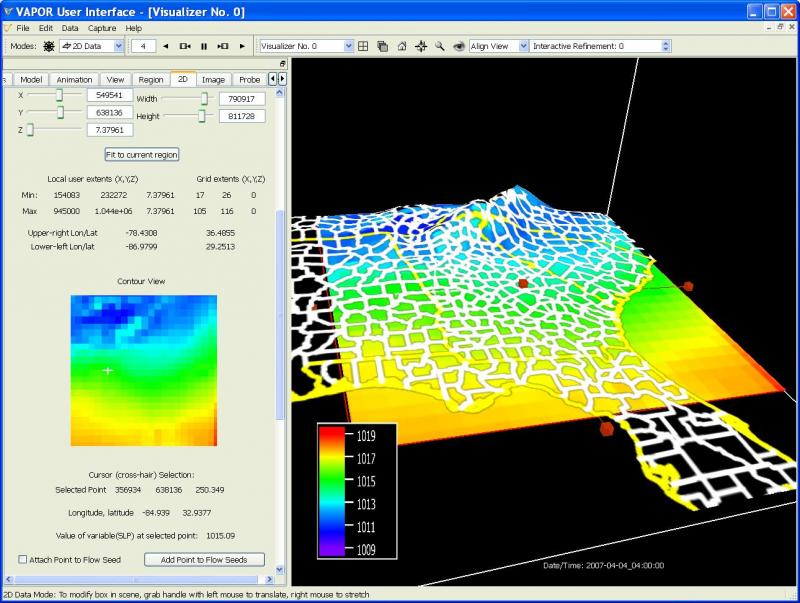 VAPOR User Interface - [Visualizer No. 0]
File Edit Data Capture Help
Modes: 2D Data 4 Visualizer No. 0 Align View Interactive Refinement: 0
s Model Animation View Region 2D Image Probe
X 549541 Width 790917
Y 638136 Height 811728
Z 7.37961
Fit to current region
Local user extents (X,Y,Z) Grid extents (X,Y,Z)
Min: 154083 232272 7.37961 17 26 0
Max 945000 1.044e+06 7.37961 105 116 0
Upper-right Lon/Lat -78.4308 36.4855
Lower-left Lon/lat -86.9799 29.2513
Contour View
Cursor (cross-hair) Selection:
Selected Point 356934 638136 250.349
Longitude, latitude -84.939 32.9377
Value of variable(SLP) at selected point: 1015.09
Attach Point to Flow Seed Add Point to Flow Seeds
1019
1017
1015
1013
1011
1009
Date/Time: 2007-04-04_04:00:00
2D Data Mode: To modify box in scene, grab handle with left mouse to translate, right mouse to stretch